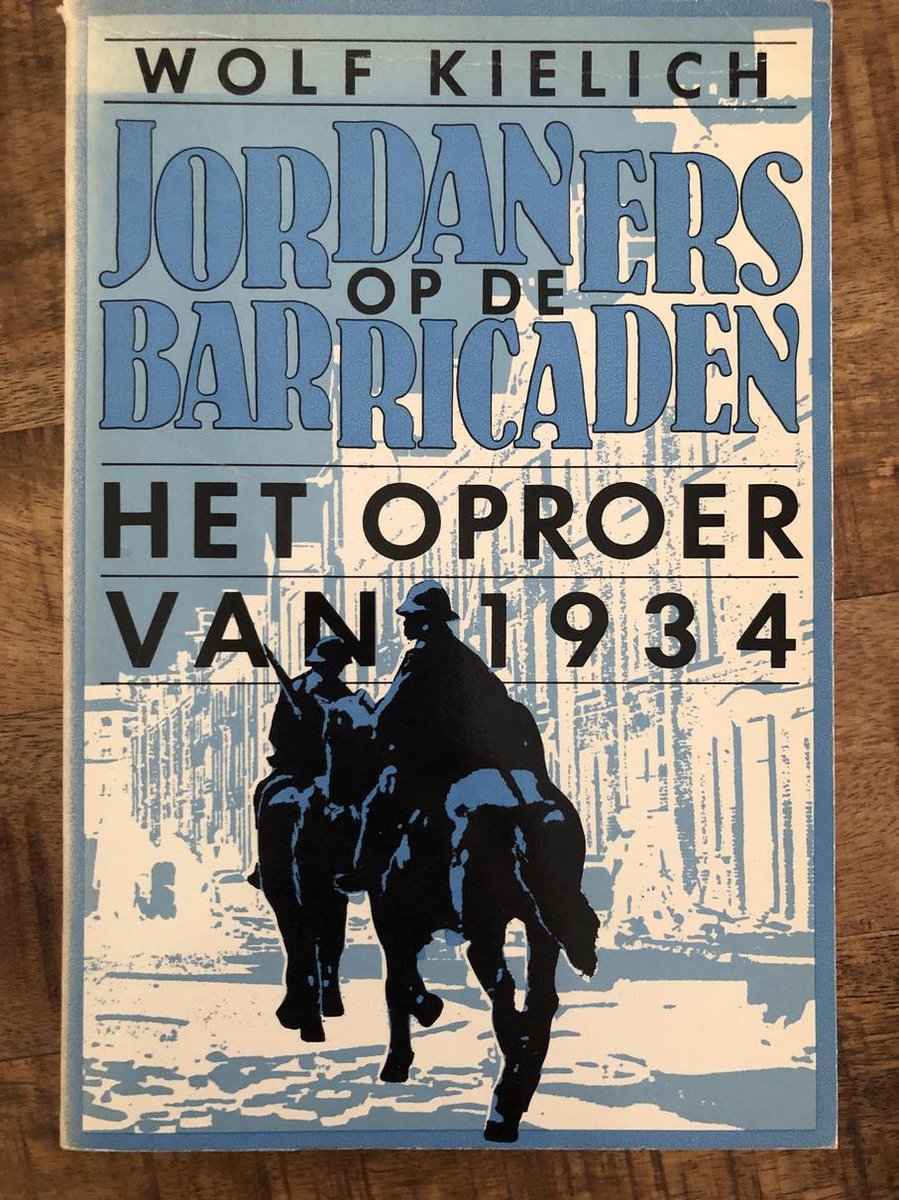 WOLF KIELICH
JORDANERS
OP DE
BARRICADEN
HET OPROER
VAN 1934